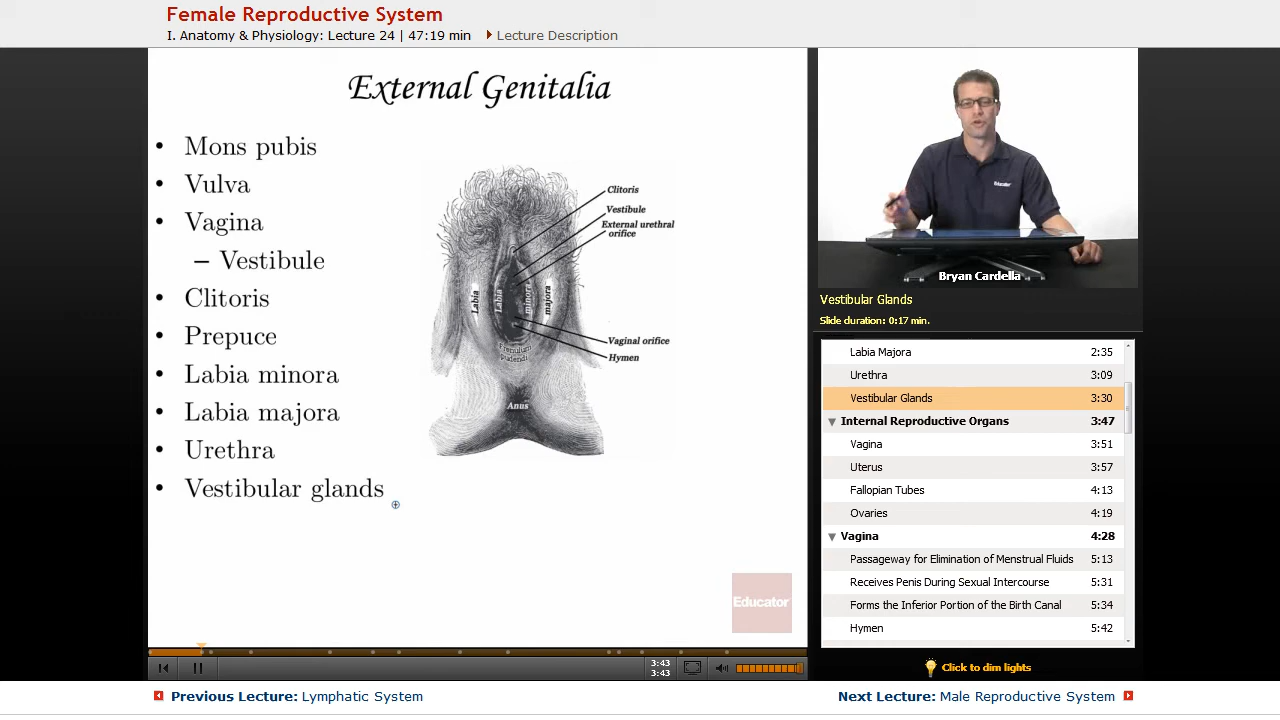 Female Reproductive System
I. Anatomy & Physiology: Lecture 24 | 47:19 min Lecture Description
External Genitalia
• Mons pubis
• Vulva
• Vagina
– Vestibule
• Clitoris
• Prepuce
• Labia minora
• Labia majora
• Urethra
• Vestibular glands
Clitoris
Vestibule
External urethral
orifice
Labia
Labia
minora
majora
Vaginal orifice
Hymen
Frenulum
pudendi
Anus
Educator
Educator
Bryan Cardella
Vestibular Glands
Slide duration: 0:17 min.
Labia Majora 2:35
Urethra 3:09
Vestibular Glands 3:30
Internal Reproductive Organs 3:47
Vagina 3:51
Uterus 3:57
Fallopian Tubes 4:13
Ovaries 4:19
Vagina 4:28
Passageway for Elimination of Menstrual Fluids 5:13
Receives Penis During Sexual Intercourse 5:31
Forms the Inferior Portion of the Birth Canal 5:34
Hymen 5:42
3:43
3:43
Click to dim lights
Previous Lecture: Lymphatic System
Next Lecture: Male Reproductive System